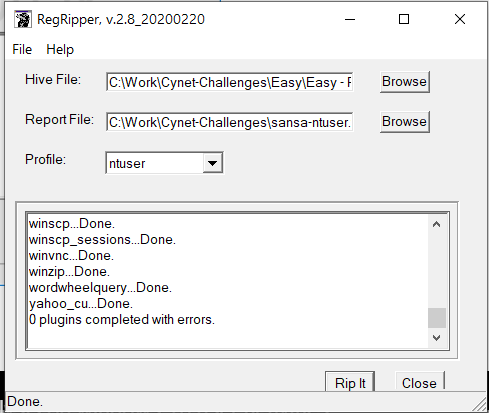 RegRipper, v.2.8_20200220
File Help
Hive File: C:\Work\Cynet-Challenges\Easy\Easy - F Browse
Report File: C:\Work\Cynet-Challenges\sansa-ntuser. Browse
Profile: ntuser
winscp...Done.
winscp_sessions...Done.
winvnc...Done.
winzip...Done.
wordwheelquery...Done.
yahoo_cu...Done.
0 plugins completed with errors.
Rip It Close
Done.